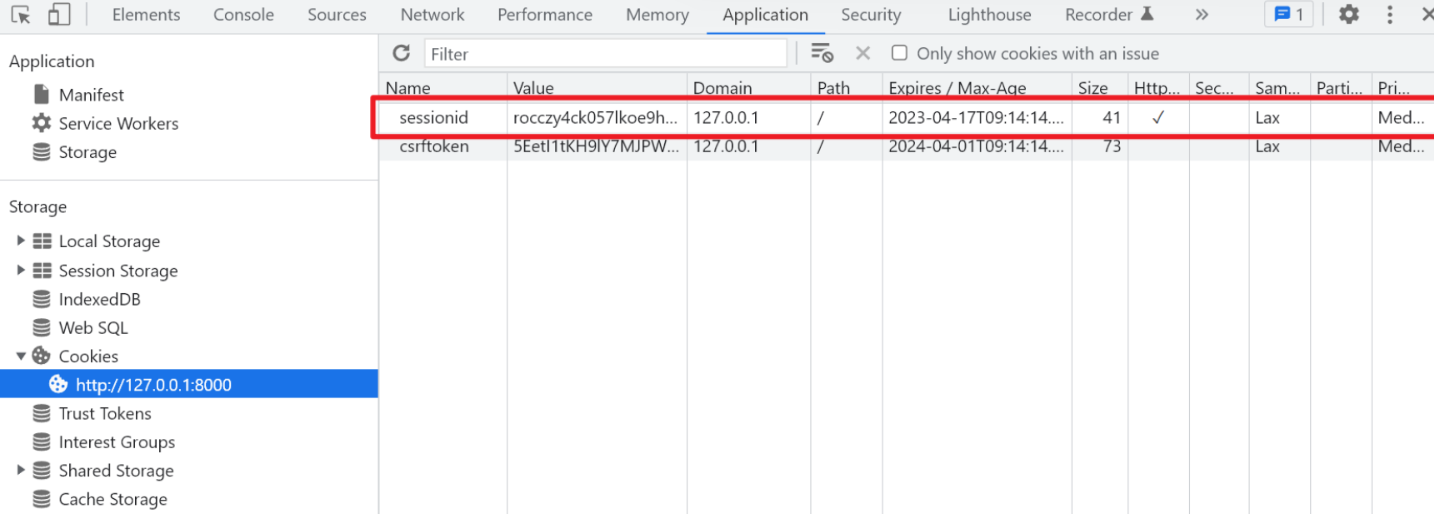 Elements Console Sources Network Performance Memory Application Security Lighthouse Recorder » 1
Application
Manifest
Service Workers
Storage
Storage
Local Storage
Session Storage
IndexedDB
Web SQL
Cookies
http://127.0.0.1:8000
Trust Tokens
Interest Groups
Shared Storage
Cache Storage
Filter Only show cookies with an issue
Name Value Domain Path Expires / Max-Age Size Http... Sec... Sam... Parti... Pri...
sessionid rocczy4ck057lkoe9h... 127.0.0.1 / 2023-04-17T09:14:14.... 41 ✓ Lax Med...
csrftoken 5EetI1tKH9lY7MJPW... 127.0.0.1 / 2024-04-01T09:14:14.... 73 Lax Med...